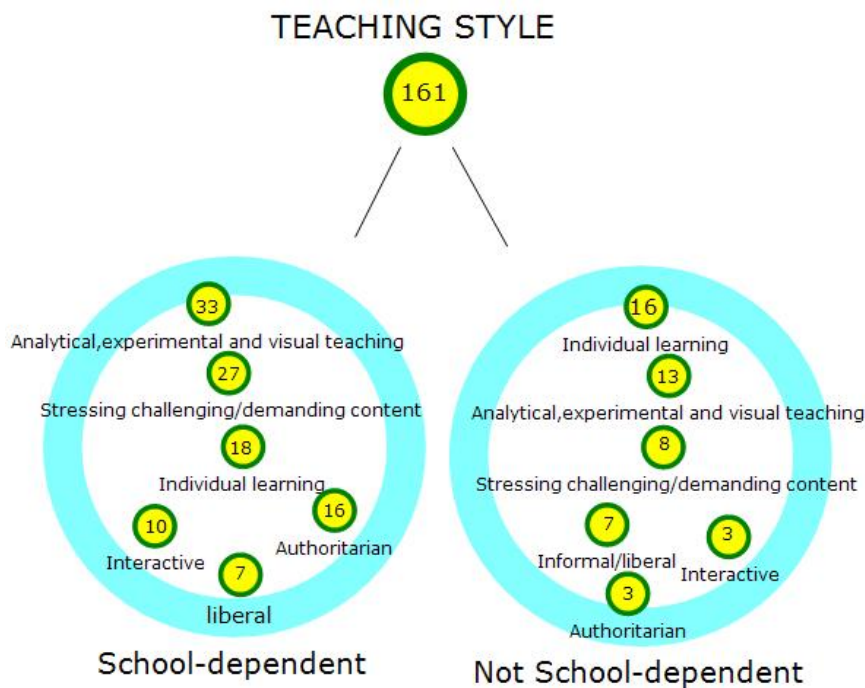 TEACHING STYLE
161
33
Analytical,experimental and visual teaching
27
Stressing challenging/demanding content
18
Individual learning
16
Authoritarian
10
Interactive
7
liberal
School-dependent
16
Individual learning
13
Analytical,experimental and visual teaching
8
Stressing challenging/demanding content
7
Informal/liberal
3
Interactive
3
Authoritarian
Not School-dependent